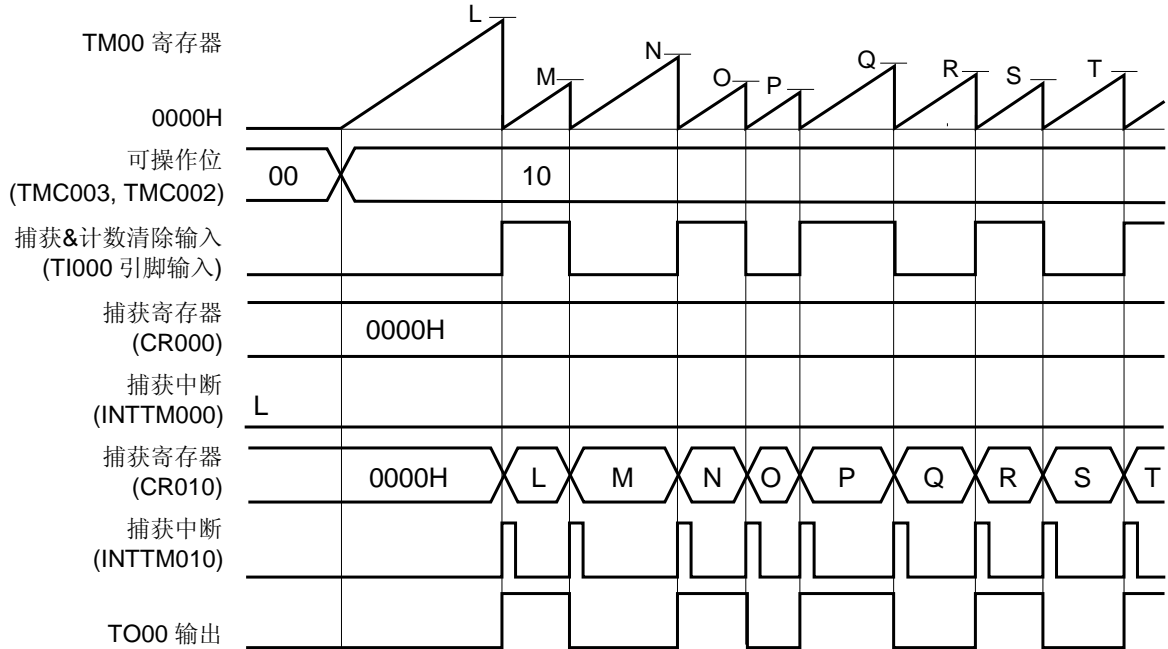 L
M
N
O
P
Q
R
S
T
TM00 寄存器
0000H
可操作位
(TMC003, TMC002)
00
10
捕获&计数清除输入
(TI000 引脚输入)
捕获寄存器
(CR000)
0000H
捕获中断
(INTTM000)
L
捕获寄存器
(CR010)
0000H
L
M
N
O
P
Q
R
S
T
捕获中断
(INTTM010)
TO00 输出